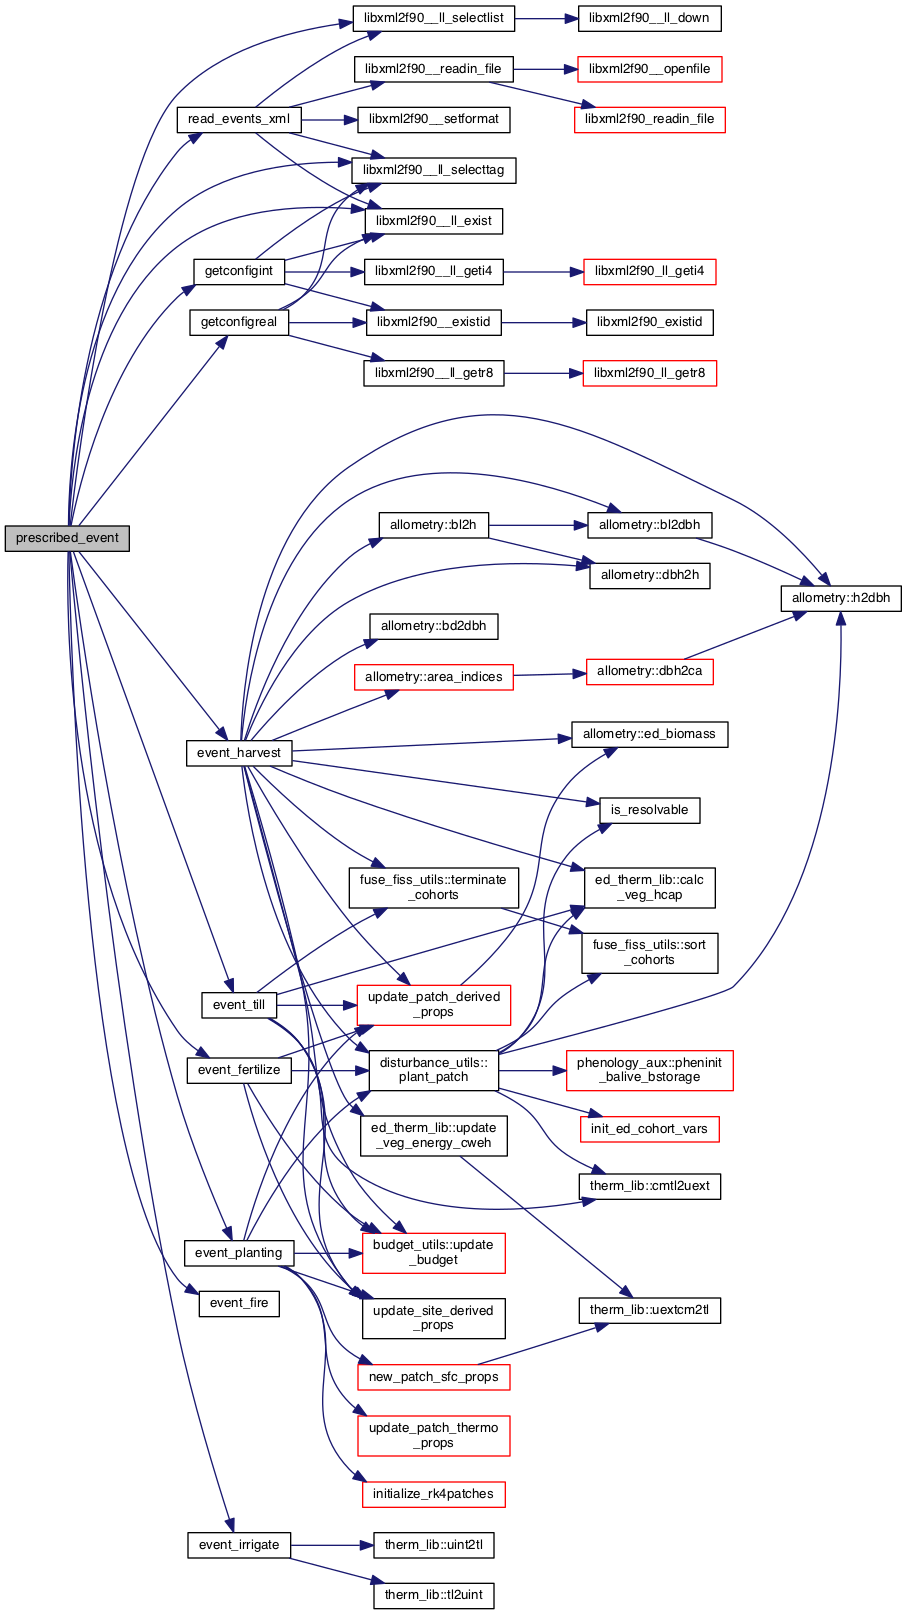 libxml2f90__ll_selectlist
libxml2f90__ll_down
libxml2f90__readin_file
libxml2f90__openfile
read_events_xml
libxml2f90__setformat
libxml2f90_readin_file
libxml2f90__ll_selecttag
libxml2f90__ll_exist
getconfigint
libxml2f90__ll_geti4
libxml2f90_ll_geti4
getconfigreal
libxml2f90__existid
libxml2f90_existid
libxml2f90__ll_getr8
libxml2f90_ll_getr8
prescribed_event
allometry::bl2h
allometry::bl2dbh
allometry::dbh2h
allometry::h2dbh
allometry::bd2dbh
allometry::area_indices
allometry::dbh2ca
event_harvest
allometry::ed_biomass
is_resolvable
fuse_fiss_utils::terminate
_cohorts
ed_therm_lib::calc
_veg_hcap
fuse_fiss_utils::sort
_cohorts
event_till
update_patch_derived
_props
event_fertilize
disturbance_utils::
plant_patch
phenology_aux::pheninit
_balive_bstorage
ed_therm_lib::update
_veg_energy_cweh
init_ed_cohort_vars
therm_lib::cmtl2uext
event_planting
budget_utils::update
_budget
event_fire
update_site_derived
_props
therm_lib::uextcm2tl
new_patch_sfc_props
update_patch_thermo
_props
initialize_rk4patches
event_irrigate
therm_lib::uint2tl
therm_lib::tl2uint